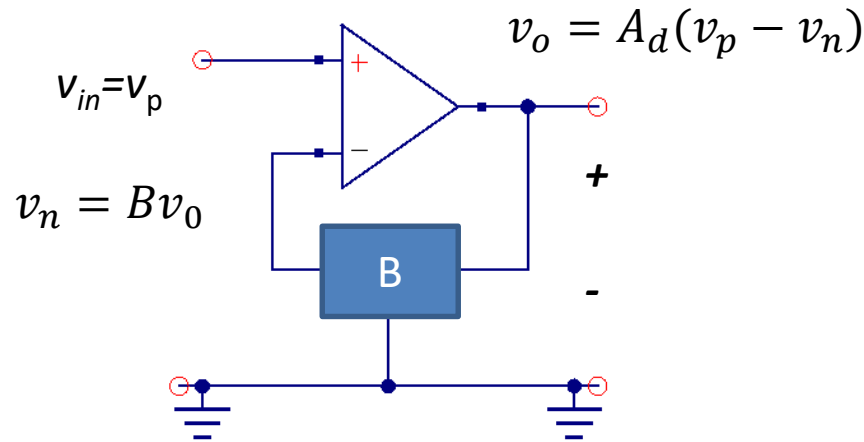 v_o = A_d(v_p − v_n)
v_in=v_p
+
−
+
v_n = Bv_0
B
-